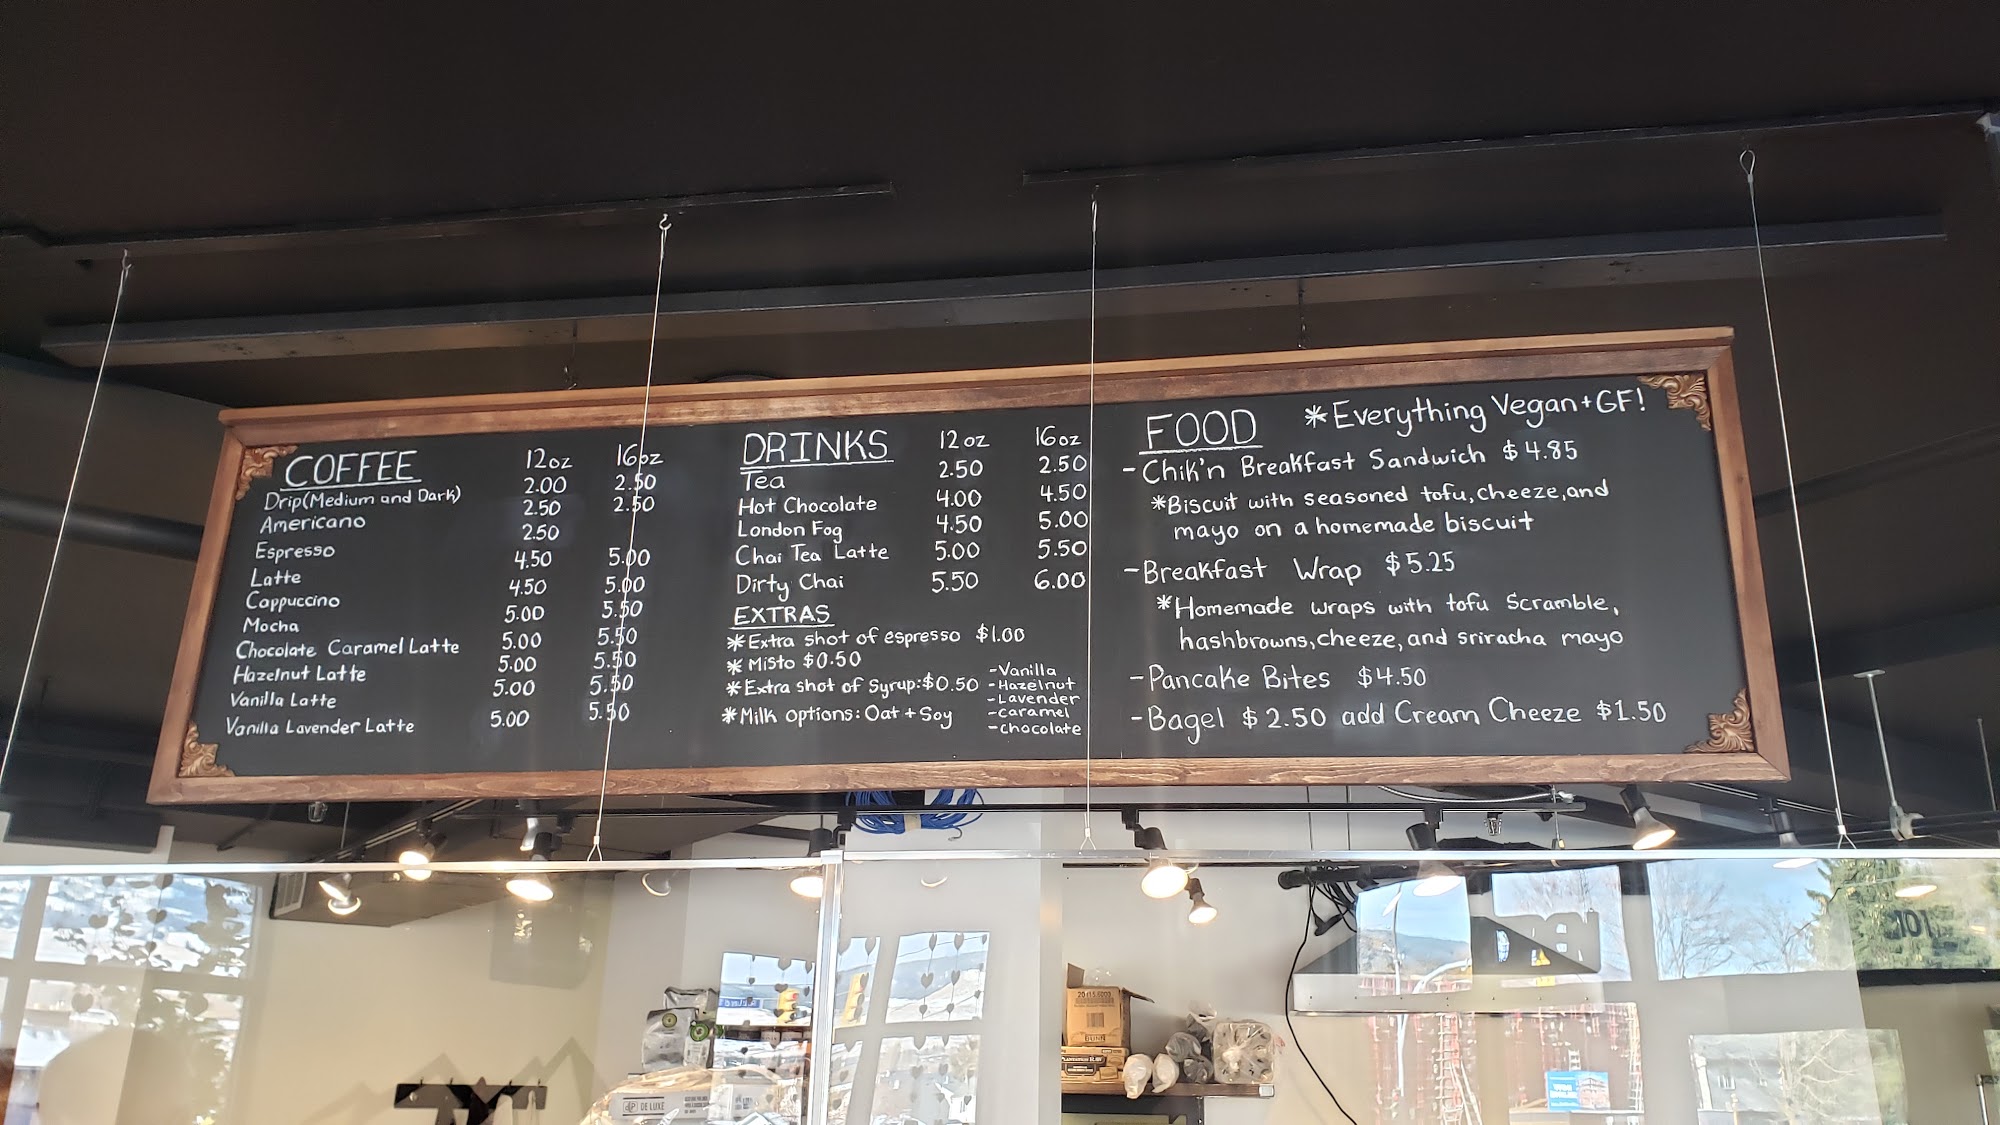 COFFEE 12oz 16oz
Drip(Medium and Dark) 2.00 2.50
Americano 2.50 2.50
Espresso 2.50
Latte 4.50 5.00
Cappuccino 4.50 5.00
Mocha 5.00 5.50
Chocolate Caramel Latte 5.00 5.50
Hazelnut Latte 5.00 5.50
Vanilla Latte 5.00 5.50
Vanilla Lavender Latte 5.00 5.50
DRINKS 12oz 16oz
Tea 2.50 2.50
Hot Chocolate 4.00 4.50
London Fog 4.50 5.00
Chai Tea Latte 5.00 5.50
Dirty Chai 5.50 6.00
EXTRAS
*Extra shot of espresso $1.00
*Misto $0.50
*Extra shot of Syrup:$0.50
-Vanilla
-Hazelnut
-Lavender
-caramel
-chocolate
*Milk options: Oat + Soy
FOOD *Everything Vegan+GF!
-Chik'n Breakfast Sandwich $4.85
*Biscuit with seasoned tofu, cheeze, and
mayo on a homemade biscuit
-Breakfast Wrap $5.25
*Homemade wraps with tofu Scramble,
hashbrowns, cheeze, and sriracha mayo
-Pancake Bites $4.50
-Bagel $2.50 add Cream Cheeze $1.50
DE LUXE